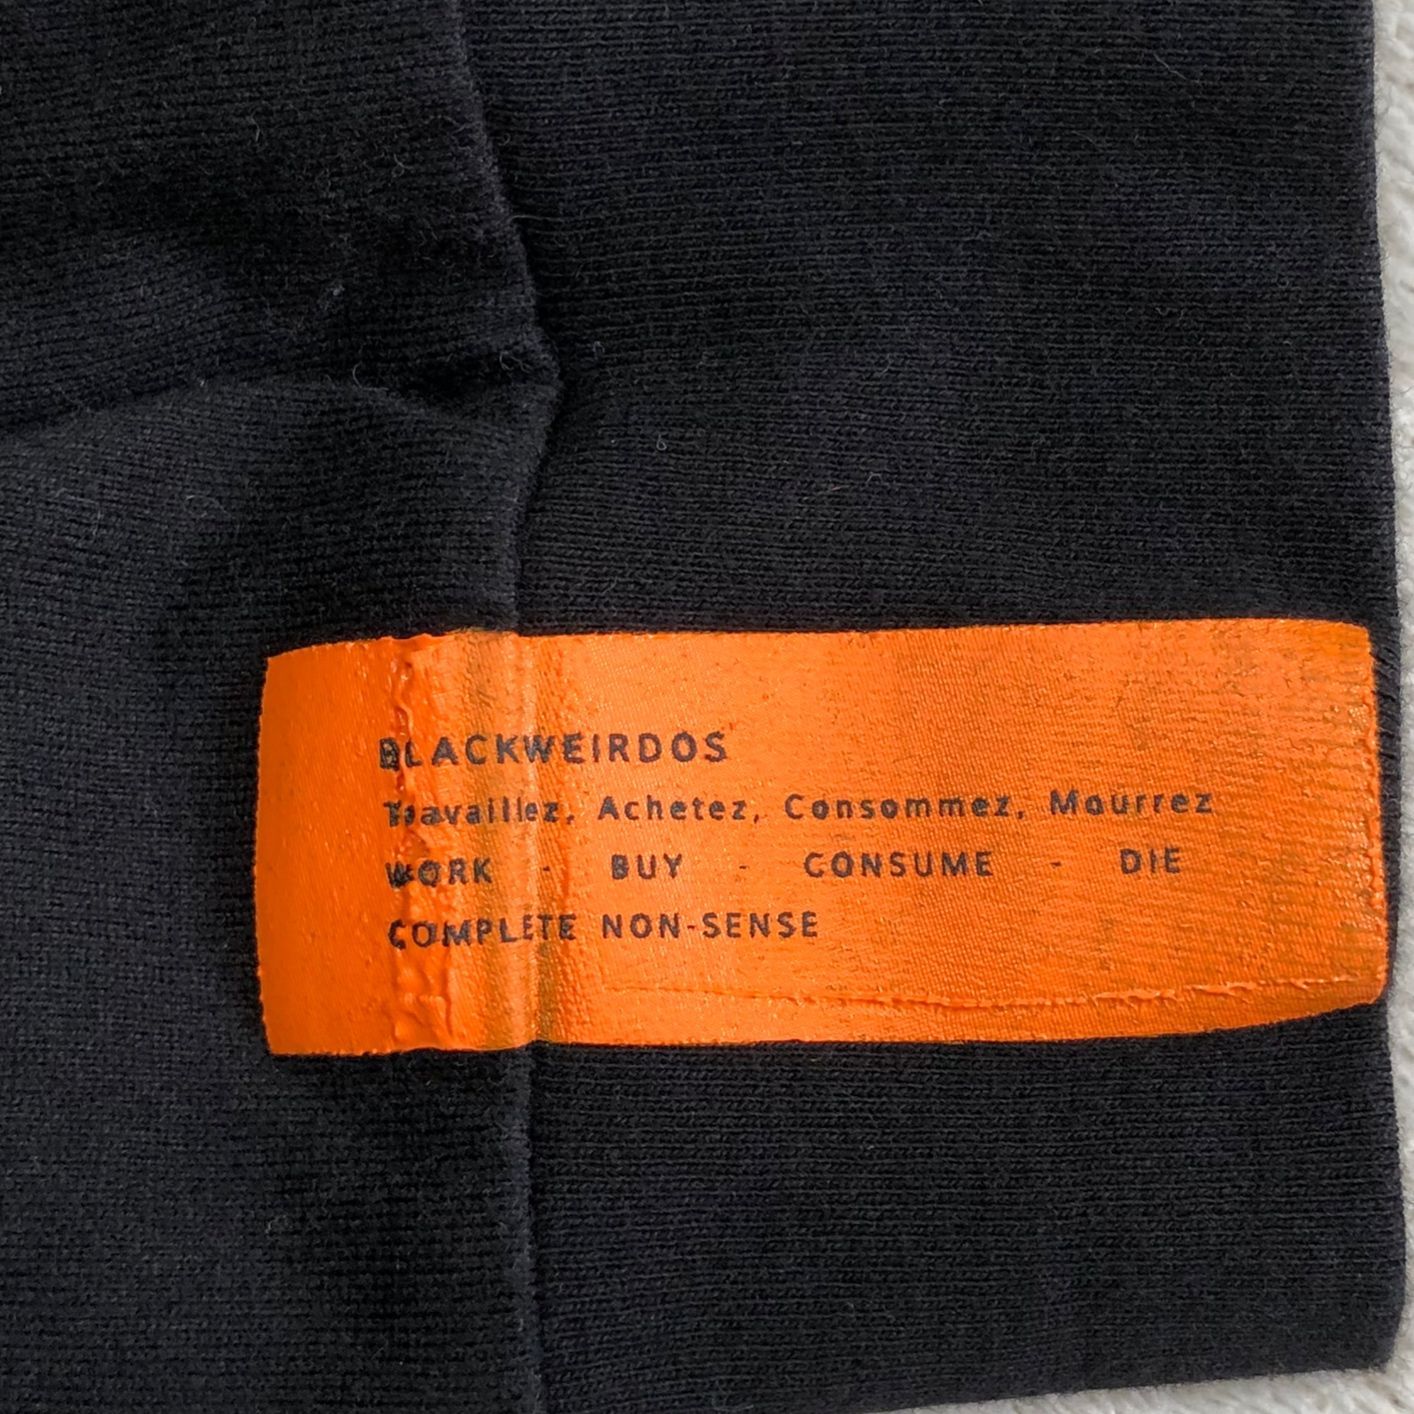 BLACKWEIRDOS
Travaillez, Achetez, Consommez, Mourrez
WORK - BUY - CONSUME - DIE
COMPLETE NON-SENSE